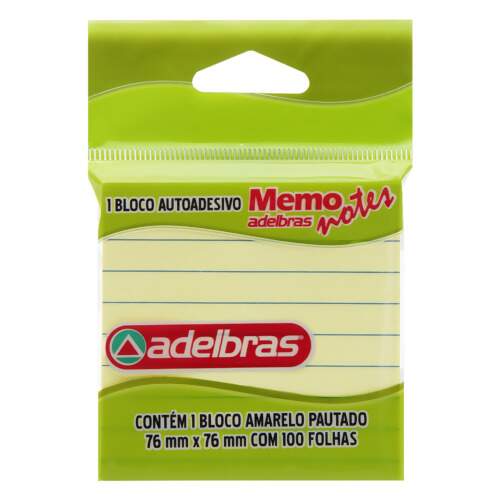 1 BLOCO AUTOADESIVO
Memo notes
adelbras
adelbras®
CONTÉM 1 BLOCO AMARELO PAUTADO
76 mm x 76 mm COM 100 FOLHAS